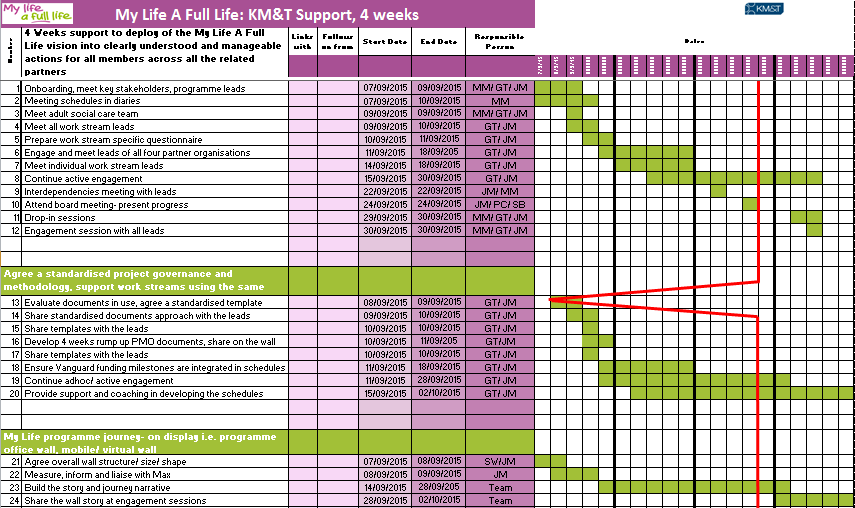 My life
a full life
My Life A Full Life: KM&T Support, 4 weeks
KM&T
Number
4 Weeks support to deploy of the My Life A Full
Life vision into clearly understood and manageable
actions for all members across all the related
partners
Links with
Follows on from
Start Date
End Date
Responsible Person
Dates
7/9/15 8/9/15 9/9/15
1 Onboarding, meet key stakeholders, programme leads 07/09/2015 09/09/2015 MM/ GT/ JM
2 Meeting schedules in diaries 07/09/2015 10/09/2015 MM
3 Meet adult social care team 09/09/2015 09/09/2015 MM/ GT/ JM
4 Meet all work stream leads 09/09/2015 10/09/2015 GT/ JM
5 Prepare work stream specific questionnaire 10/09/2015 11/09/2015 GT/ JM
6 Engage and meet leads of all four partner organisations 11/09/2015 18/09/205 GT/ JM
7 Meet individual work stream leads 14/09/2015 18/09/2015 GT/ JM
8 Continue active engagement 15/09/2015 30/09/2015 GT/ JM
9 Interdependencies meeting with leads 22/09/2015 22/09/2015 JM/ MM
10 Attend board meeting- present progress 24/09/2015 24/09/2015 JM/ PC/ SB
11 Drop-in sessions 29/09/2015 30/09/2015 MM/ GT/ JM
12 Engagement session with all leads 30/09/2015 30/09/2015 MM/ GT/ JM
Agree a standardised project governance and
methodology, support work streams using the same
13 Evaluate documents in use, agree a standardised template 08/09/2015 09/09/2015 GT/ JM
14 Share standardised documents approach with the leads 09/09/2015 10/09/2015 GT/ JM
15 Share templates with the leads 10/09/2015 10/09/2015 GT/ JM
16 Develop 4 weeks rump up PMO documents, share on the wall 10/09/2015 11/09/205 GT/ JM
17 Share templates with the leads 10/09/2015 10/09/2015 GT/ JM
18 Ensure Vanguard funding milestones are integrated in schedules 11/09/2015 18/09/2015 GT/ JM
19 Continue adhoc/ active engagement 11/09/2015 28/09/2015 GT/ JM
20 Provide support and coaching in developing the schedules 15/09/2015 02/10/2015 GT/ JM
My Life programme journey- on display i.e. programme
office wall, mobile/ virtual wall
21 Agree overall wall structure/ size/ shape 07/09/2015 08/09/2015 SW/JM
22 Measure, inform and liaise with Max 08/09/2015 09/09/2015 JM
23 Build the story and journey narrative 14/09/2015 28/09/205 Team
24 Share the wall story at engagement sessions 28/09/2015 02/10/2015 Team